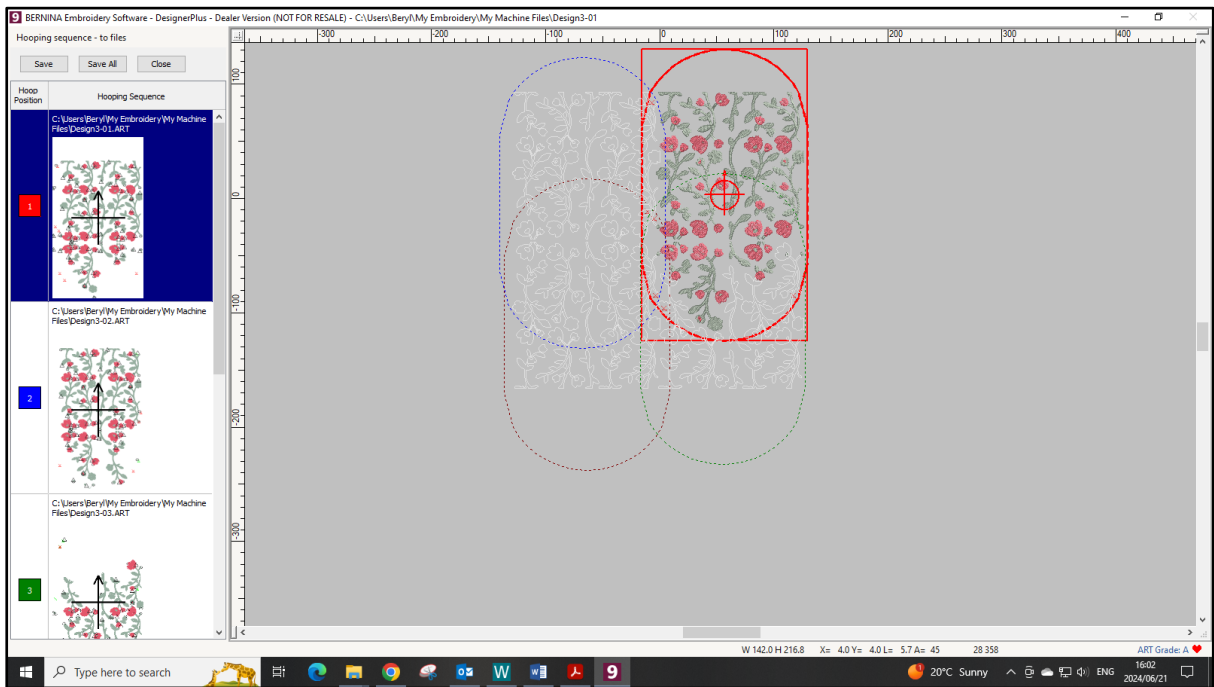 9 BERNINA Embroidery Software - DesignerPlus - Dealer Version (NOT FOR RESALE) - C:\Users\Beryl\My Embroidery\My Machine Files\Design3-01
Hooping sequence - to files
Save Save All Close
Hoop Position Hooping Sequence
-300 -200 -100 0 100 200 300 400
100
0
-100
-200
-300
C:\Users\Beryl\My Embroidery\My Machine
Files\Design3-01.ART
1
C:\Users\Beryl\My Embroidery\My Machine
Files\Design3-02.ART
2
C:\Users\Beryl\My Embroidery\My Machine
Files\Design3-03.ART
3
W 142.0 H 216.8 X= 4.0 Y= 4.0 L= 5.7 A= 45 28 358 ART Grade: A
Type here to search
W
9
20°C Sunny
ENG
16:02
2024/06/21